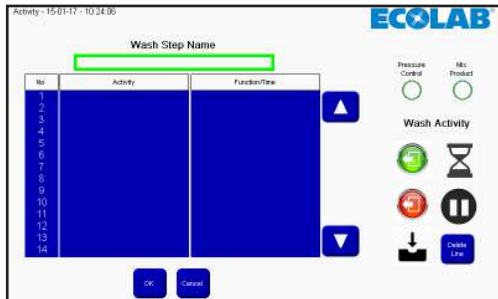 Activity - 15-01-17 - 10:24:06
ECOLAB
Wash Step Name
No Activity Function/Time
1
2
3
4
5
6
7
8
9
10
11
12
13
14
Pressure Control
Mix Product
Wash Activity
Delete Line
OK Cancel